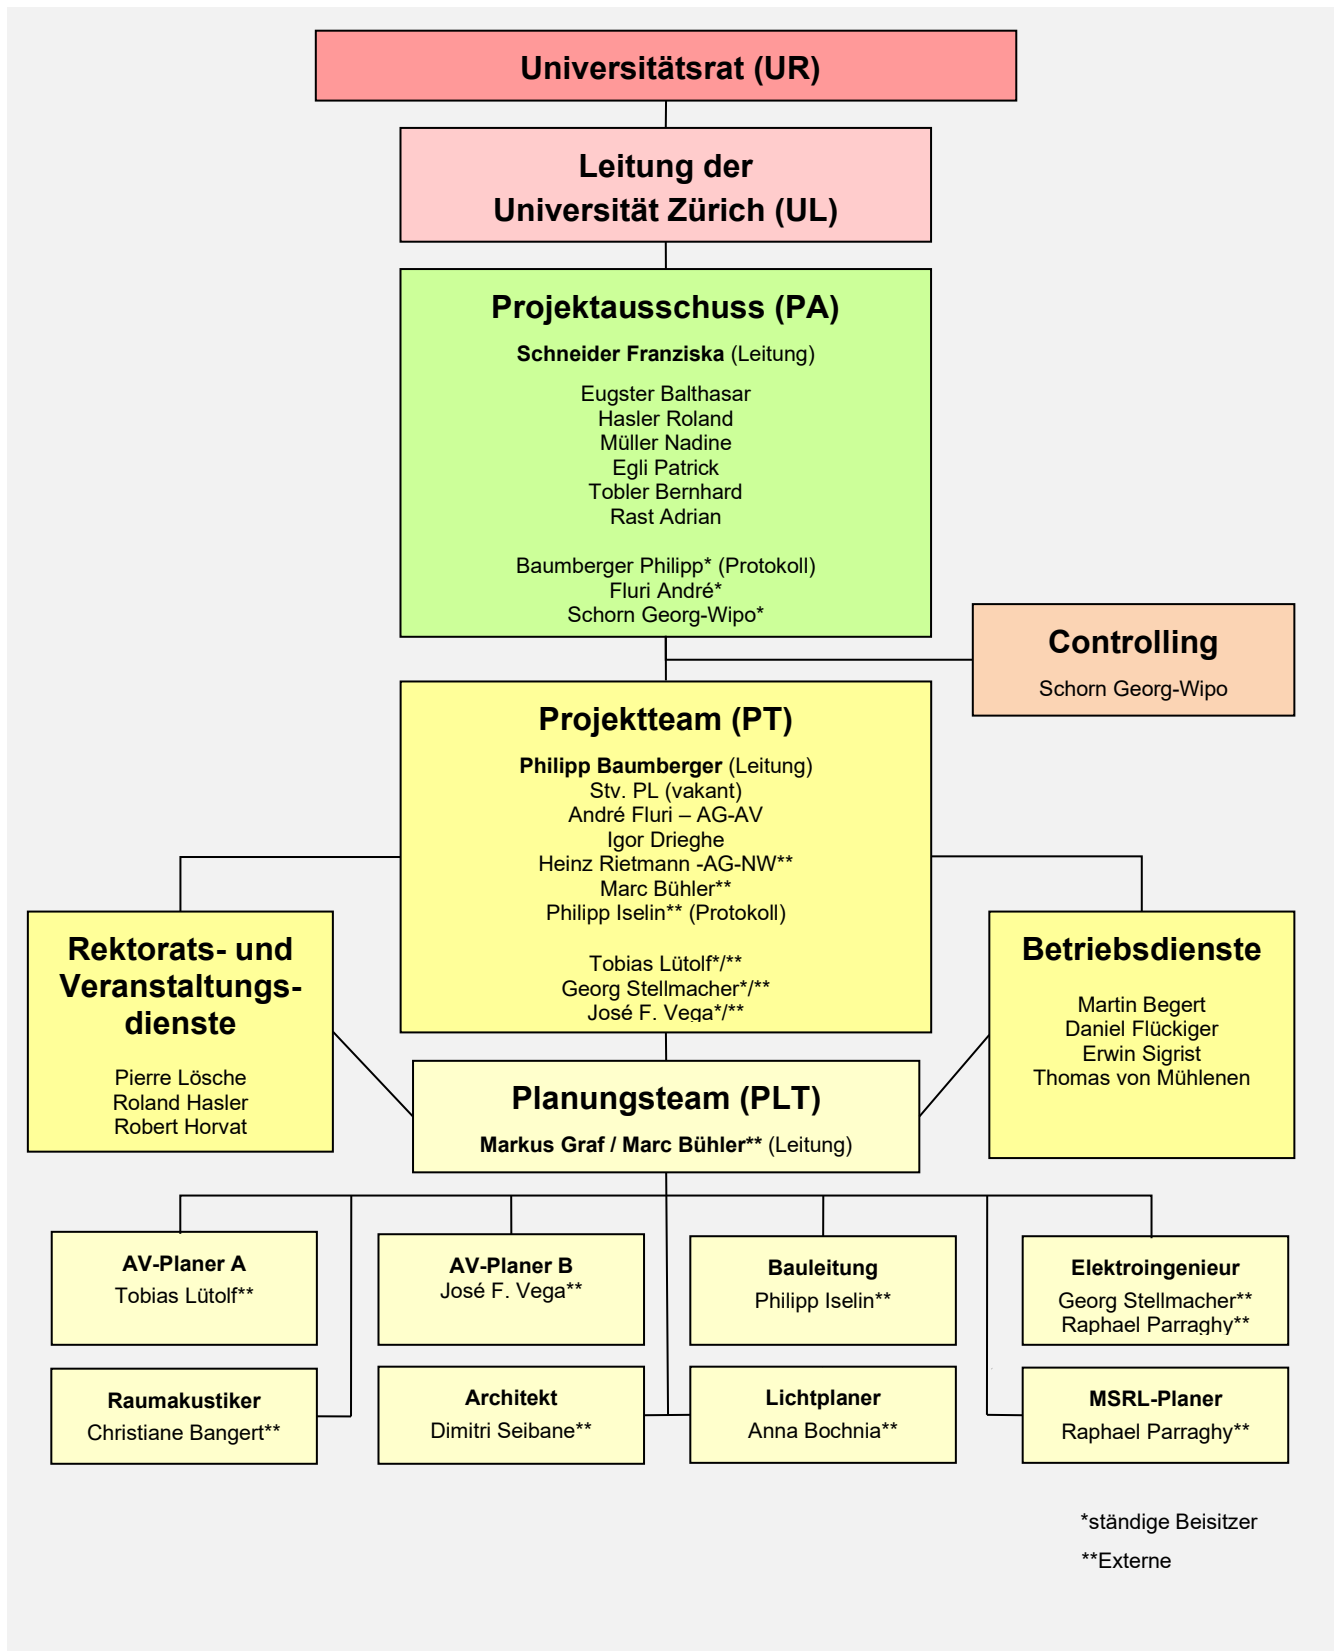 Universitätsrat (UR)
Leitung der
Universität Zürich (UL)
Projektausschuss (PA)
Schneider Franziska (Leitung)
Eugster Balthasar
Hasler Roland
Müller Nadine
Egli Patrick
Tobler Bernhard
Rast Adrian
Baumberger Philipp* (Protokoll)
Fluri André*
Schorn Georg-Wipo*
Controlling
Schorn Georg-Wipo
Projektteam (PT)
Philipp Baumberger (Leitung)
Stv. PL (vakant)
André Fluri – AG-AV
Igor Drieghe
Heinz Rietmann -AG-NW**
Marc Bühler**
Philipp Iselin** (Protokoll)
Tobias Lütolf*/**
Georg Stellmacher*/**
José F. Vega*/**
Rektorats- und
Veranstaltungs-
dienste
Pierre Lösche
Roland Hasler
Robert Horvat
Betriebsdienste
Martin Begert
Daniel Flückiger
Erwin Sigrist
Thomas von Mühlenen
Planungsteam (PLT)
Markus Graf / Marc Bühler** (Leitung)
AV-Planer A
Tobias Lütolf**
AV-Planer B
José F. Vega**
Bauleitung
Philipp Iselin**
Elektroingenieur
Georg Stellmacher**
Raphael Parraghy**
Raumakustiker
Christiane Bangert**
Architekt
Dimitri Seibane**
Lichtplaner
Anna Bochnia**
MSRL-Planer
Raphael Parraghy**
*ständige Beisitzer
**Externe